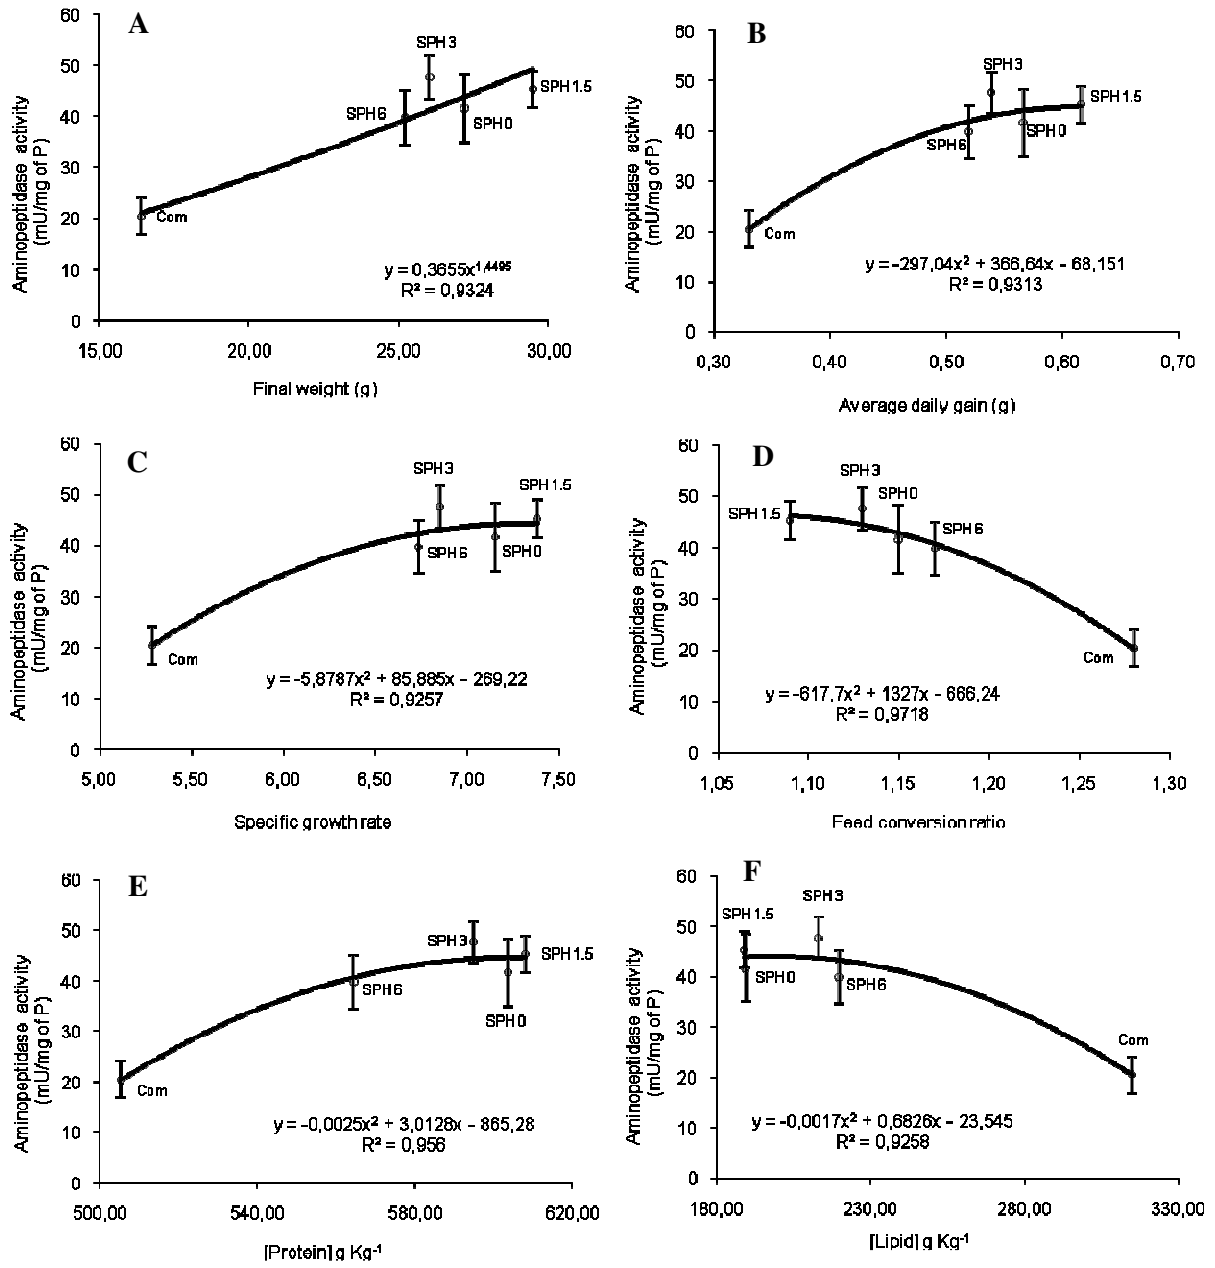 A
Aminopeptidase activity
(mU/mg of P)
60
50
40
30
20
10
0
SPH3
SPH6
SPH0
SPH1.5
Com
y = 0,3655x^1,4495
R² = 0,9324
15,00 20,00 25,00 30,00
Final weight (g)
B
Aminopeptidase activity
(mU/mg of P)
60
50
40
30
20
10
0
SPH3
SPH1.5
SPH0
SPH6
Com
y = -297,04x² + 366,64x - 68,151
R² = 0,9313
0,30 0,40 0,50 0,60 0,70
Average daily gain (g)
C
Aminopeptidase activity
(mU/mg of P)
60
50
40
30
20
10
0
SPH3
SPH1.5
SPH6
SPH0
Com
y = -5,8787x² + 85,885x - 269,22
R² = 0,9257
5,00 5,50 6,00 6,50 7,00 7,50
Specific growth rate
D
Aminopeptidase activity
(mU/mg of P)
60
50
40
30
20
10
0
SPH3
SPH0
SPH1.5
SPH6
Com
y = -617,7x² + 1327x - 666,24
R² = 0,9718
1,05 1,10 1,15 1,20 1,25 1,30
Feed conversion ratio
E
Aminopeptidase activity
(mU/mg of P)
60
50
40
30
20
10
0
SPH3
SPH1.5
SPH6
SPH0
Com
y = -0,0025x² + 3,0128x - 865,28
R² = 0,956
500,00 540,00 580,00 620,00
[Protein] g Kg⁻¹
F
Aminopeptidase activity
(mU/mg of P)
60
50
40
30
20
10
0
SPH3
SPH1.5
SPH0
SPH6
Com
y = -0,0017x² + 0,6826x - 23,545
R² = 0,9258
180,00 230,00 280,00 330,00
[Lipid] g Kg⁻¹